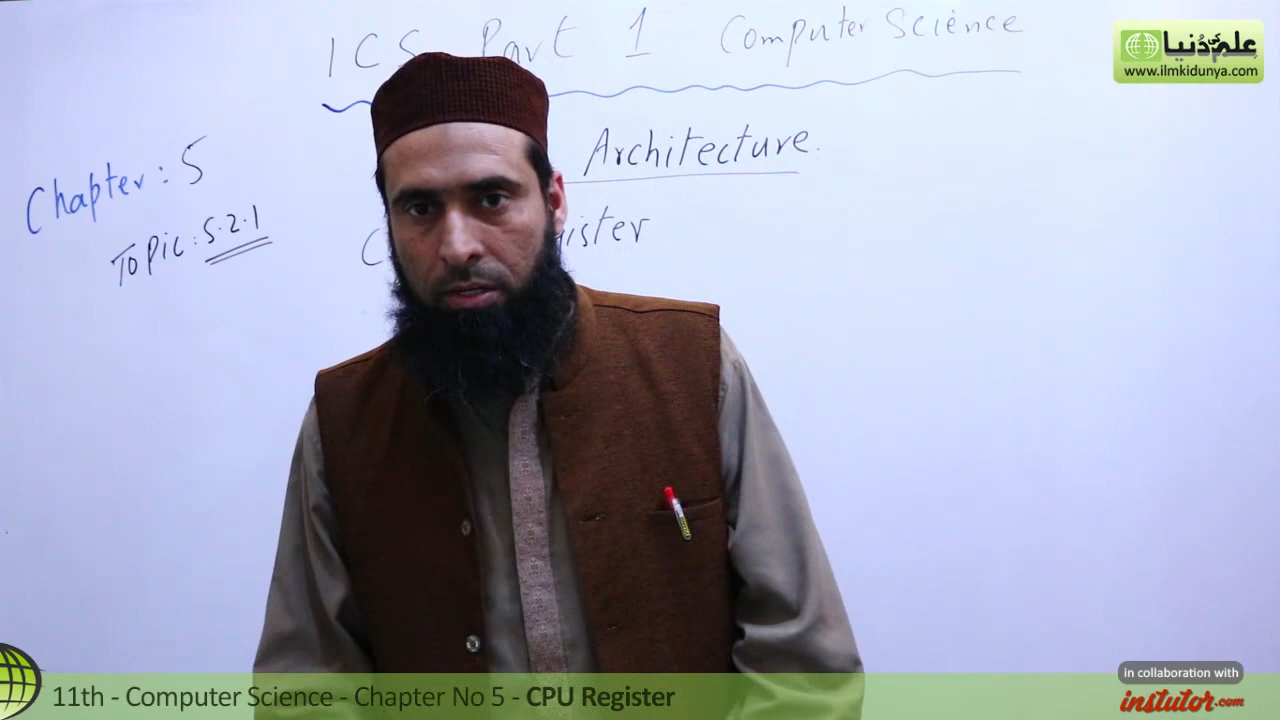 ICS Part 1 Computer Science
علم کی دُنیا
www.ilmkidunya.com
Architecture.
Chapter: 5
Topic: 5.2.1
C ister
in collaboration with
11th - Computer Science - Chapter No 5 - CPU Register
instutor.com